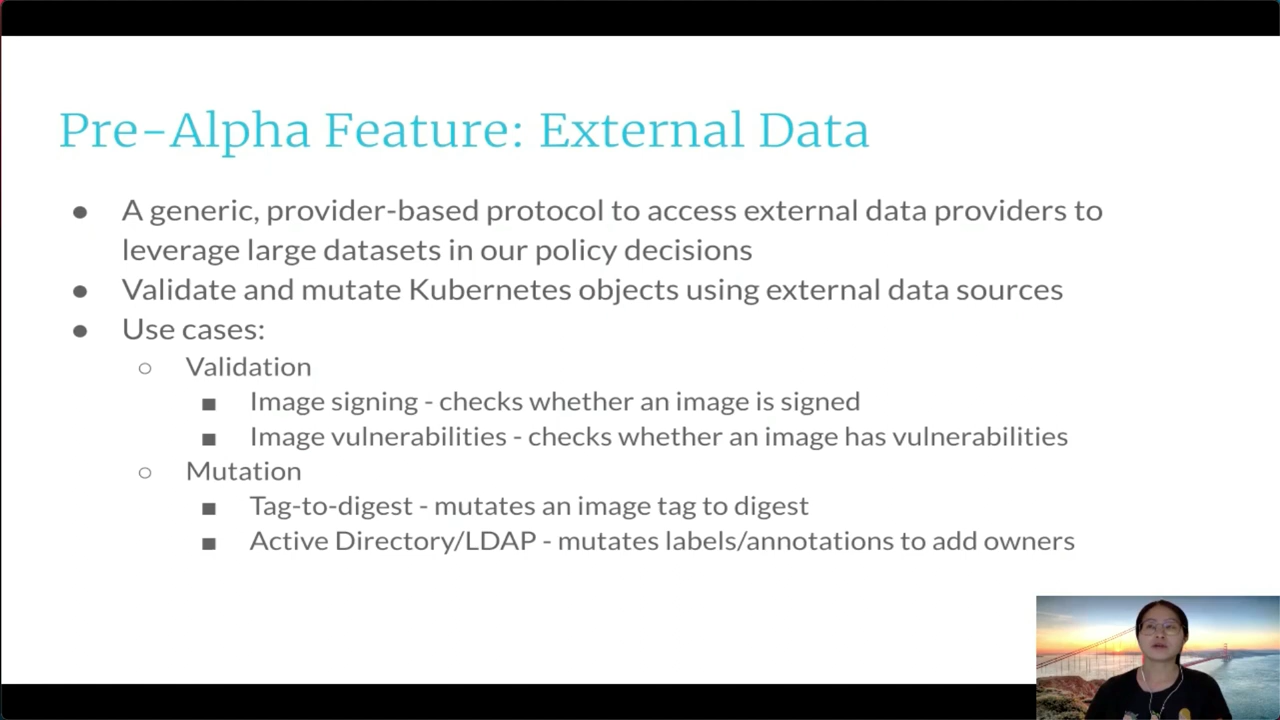 Pre-Alpha Feature: External Data
● A generic, provider-based protocol to access external data providers to
leverage large datasets in our policy decisions
● Validate and mutate Kubernetes objects using external data sources
● Use cases:
○ Validation
■ Image signing - checks whether an image is signed
■ Image vulnerabilities - checks whether an image has vulnerabilities
○ Mutation
■ Tag-to-digest - mutates an image tag to digest
■ Active Directory/LDAP - mutates labels/annotations to add owners